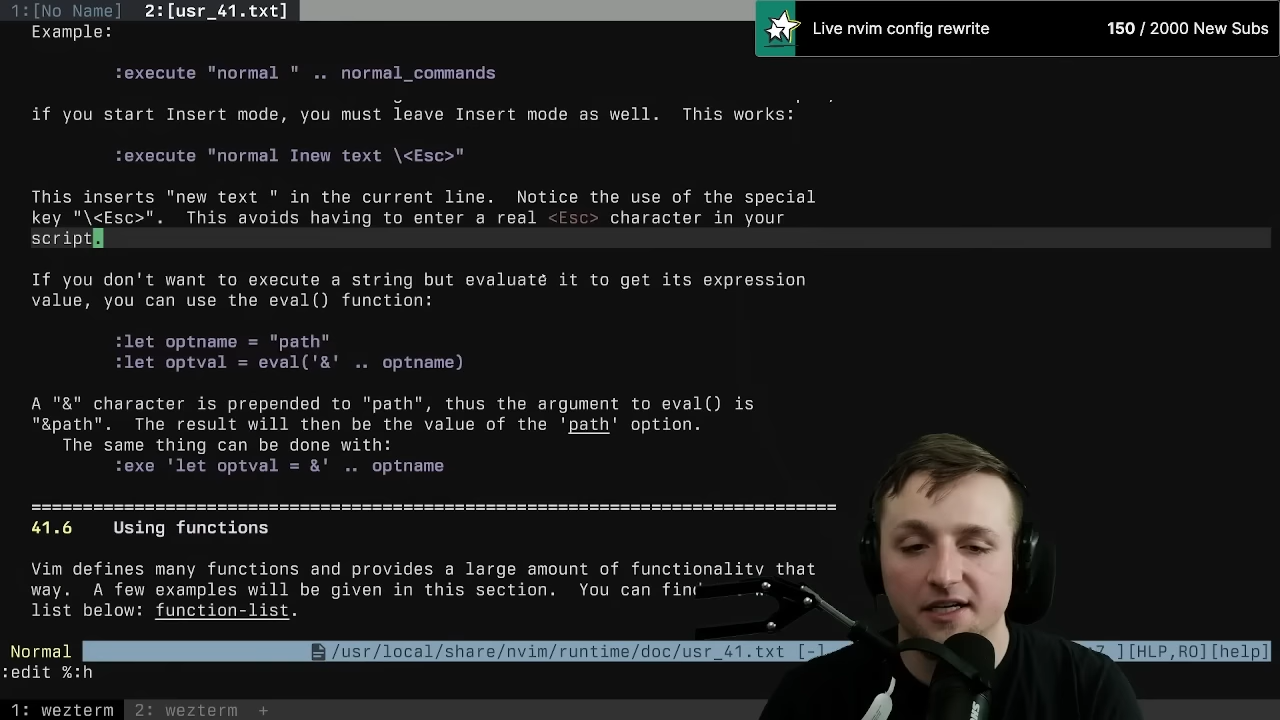 1:[No Name]  2:[usr_41.txt]
Live nvim config rewrite
150 / 2000 New Subs
Example:
:execute "normal " .. normal_commands
if you start Insert mode, you must leave Insert mode as well.  This works:
:execute "normal Inew text \<Esc>"
This inserts "new text " in the current line.  Notice the use of the special
key "\<Esc>".  This avoids having to enter a real <Esc> character in your
script.
If you don't want to execute a string but evaluate it to get its expression
value, you can use the eval() function:
:let optname = "path"
:let optval = eval('&' .. optname)
A "&" character is prepended to "path", thus the argument to eval() is
"&path".  The result will then be the value of the 'path' option.
The same thing can be done with:
:exe 'let optval = &' .. optname
==============================================================================
41.6    Using functions
Vim defines many functions and provides a large amount of functionality that
way.  A few examples will be given in this section.  You can find
list below: function-list.
Normal /usr/local/share/nvim/runtime/doc/usr_41.txt [-] ][HLP,RO][help]
:edit %:h
1: wezterm  2: wezterm  +